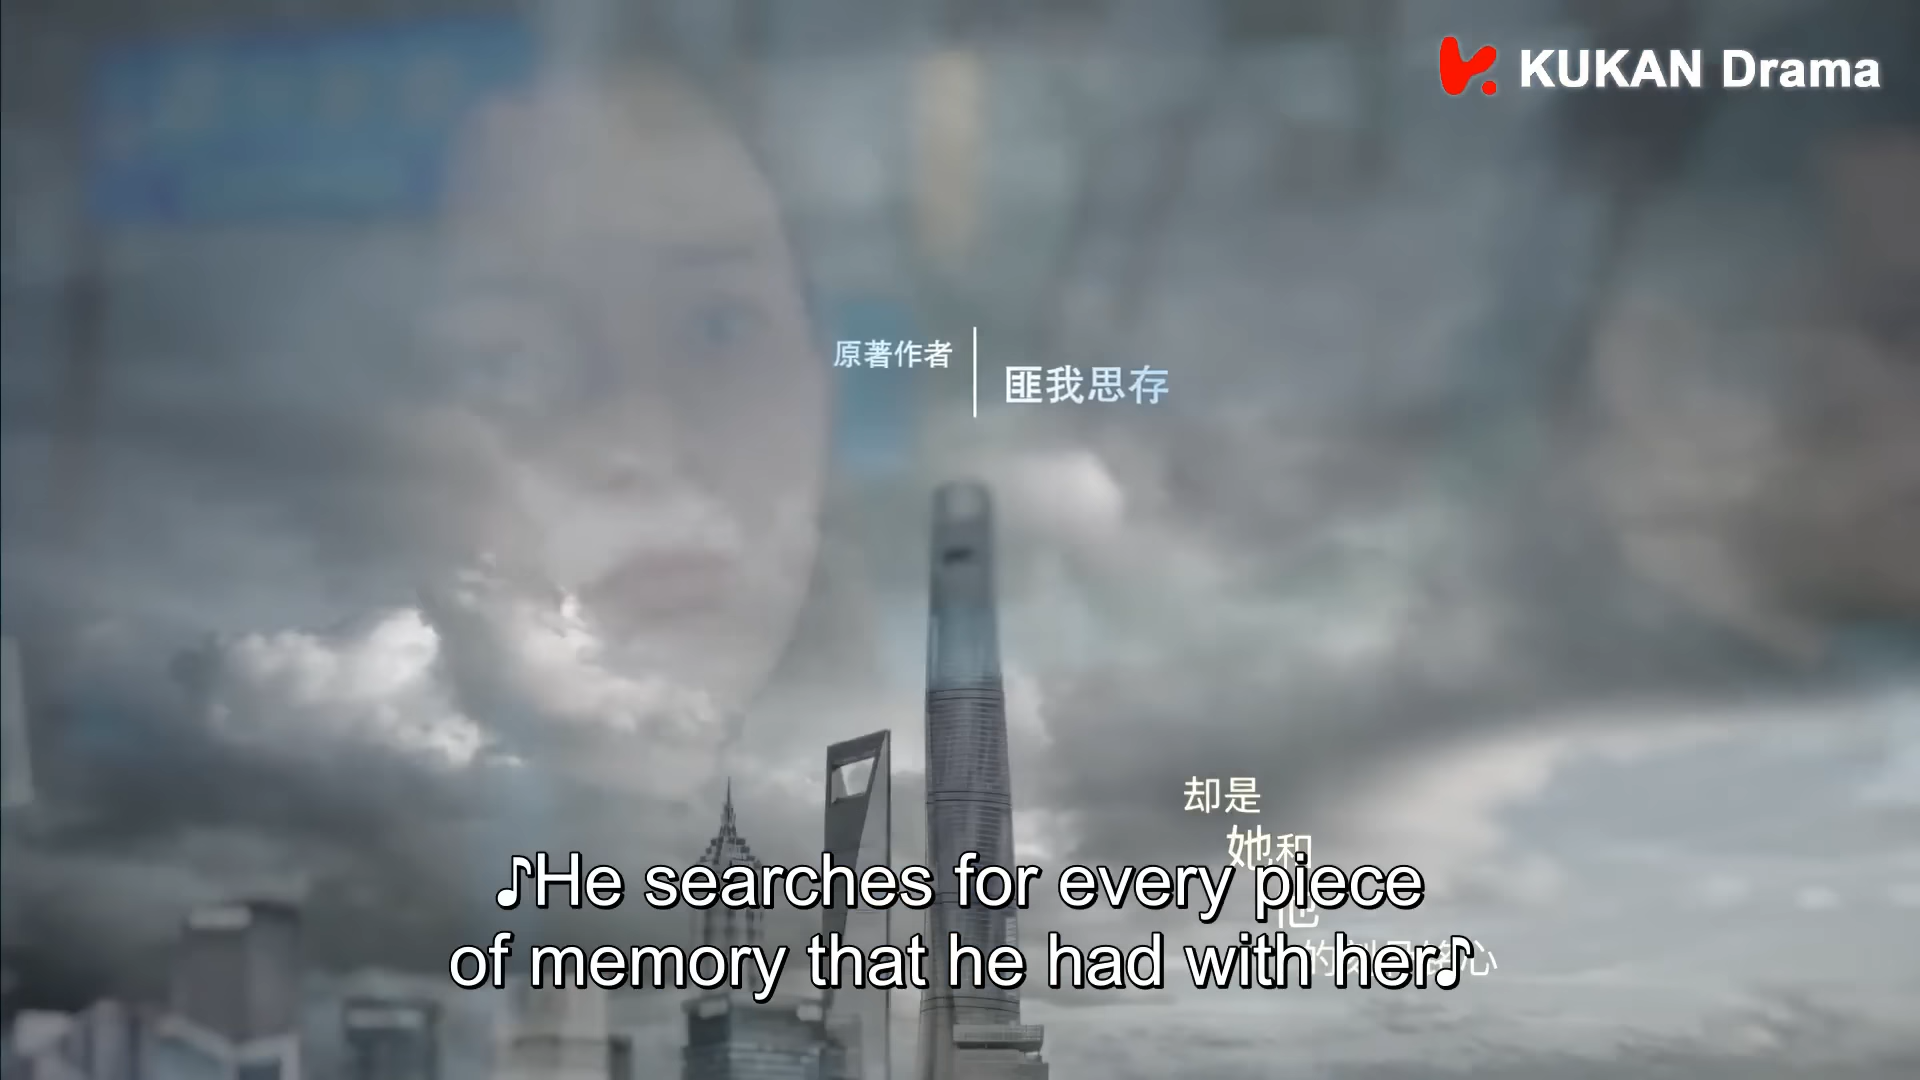 KUKAN Drama
原著作者
匪我思存
却是
她和
他
♪He searches for every piece
of memory that he had with her♪